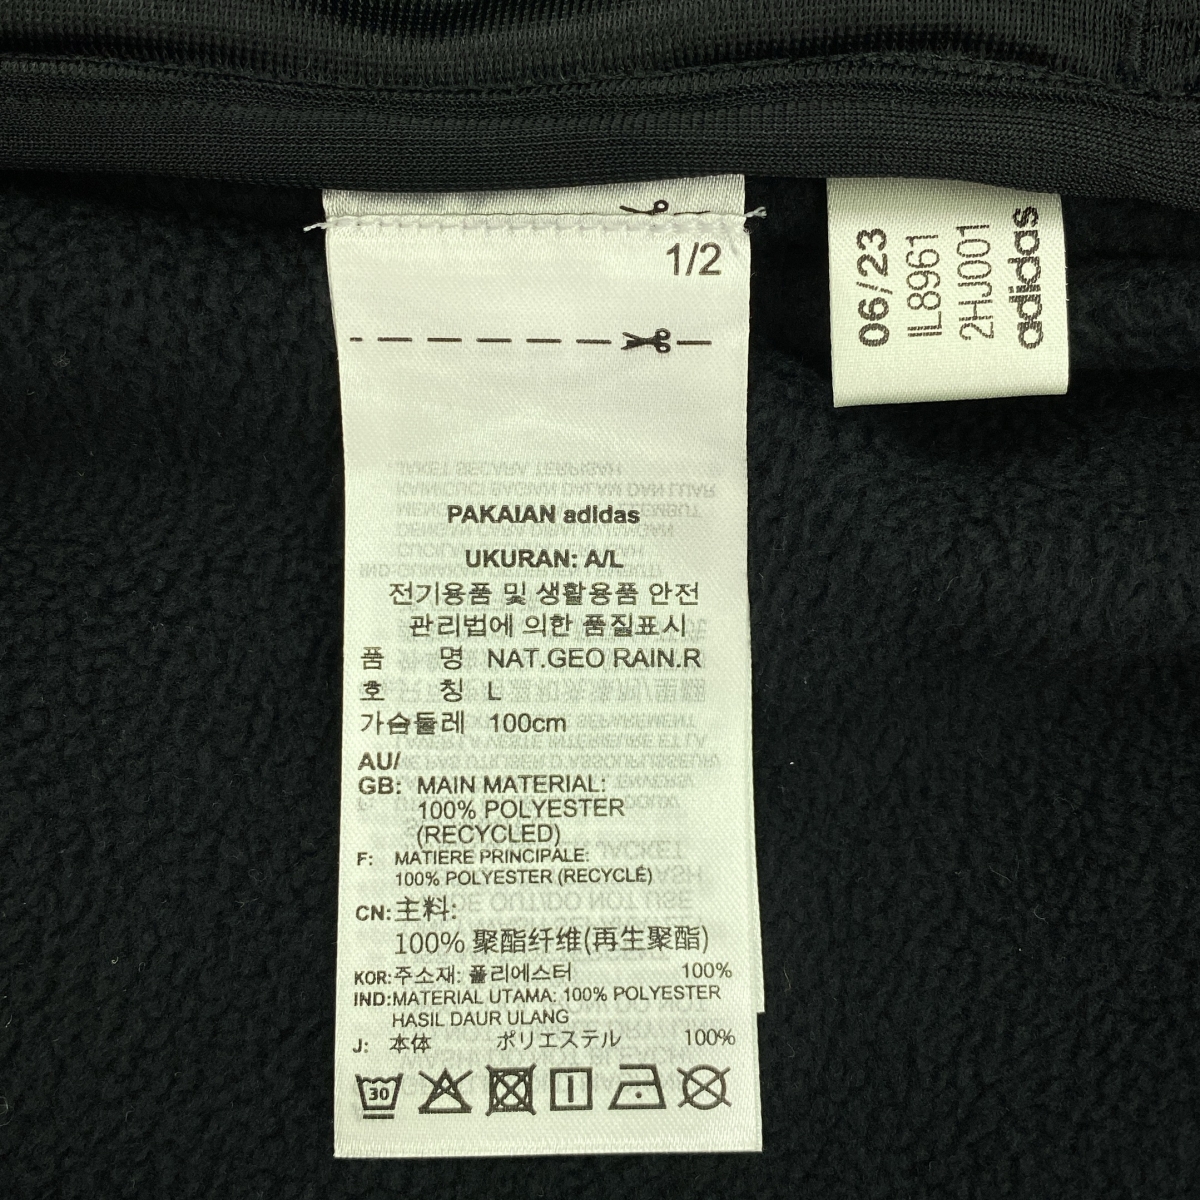 1/2
PAKAIAN adidas
UKURAN: A/L
전기용품 및 생활용품 안전
관리법에 의한 품질표시
품 명 NAT.GEO RAIN.R
호 칭 L
가슴둘레 100cm
AU/
GB: MAIN MATERIAL:
100% POLYESTER
(RECYCLED)
F: MATIERE PRINCIPALE:
100% POLYESTER (RECYCLÉ)
CN: 主料:
100% 聚酯纤维(再生聚酯)
KOR: 주소재: 폴리에스터 100%
IND: MATERIAL UTAMA: 100% POLYESTER
HASIL DAUR ULANG
J: 本体 ポリエステル 100%
30
06/23
IL8961
2HJ001
adidas